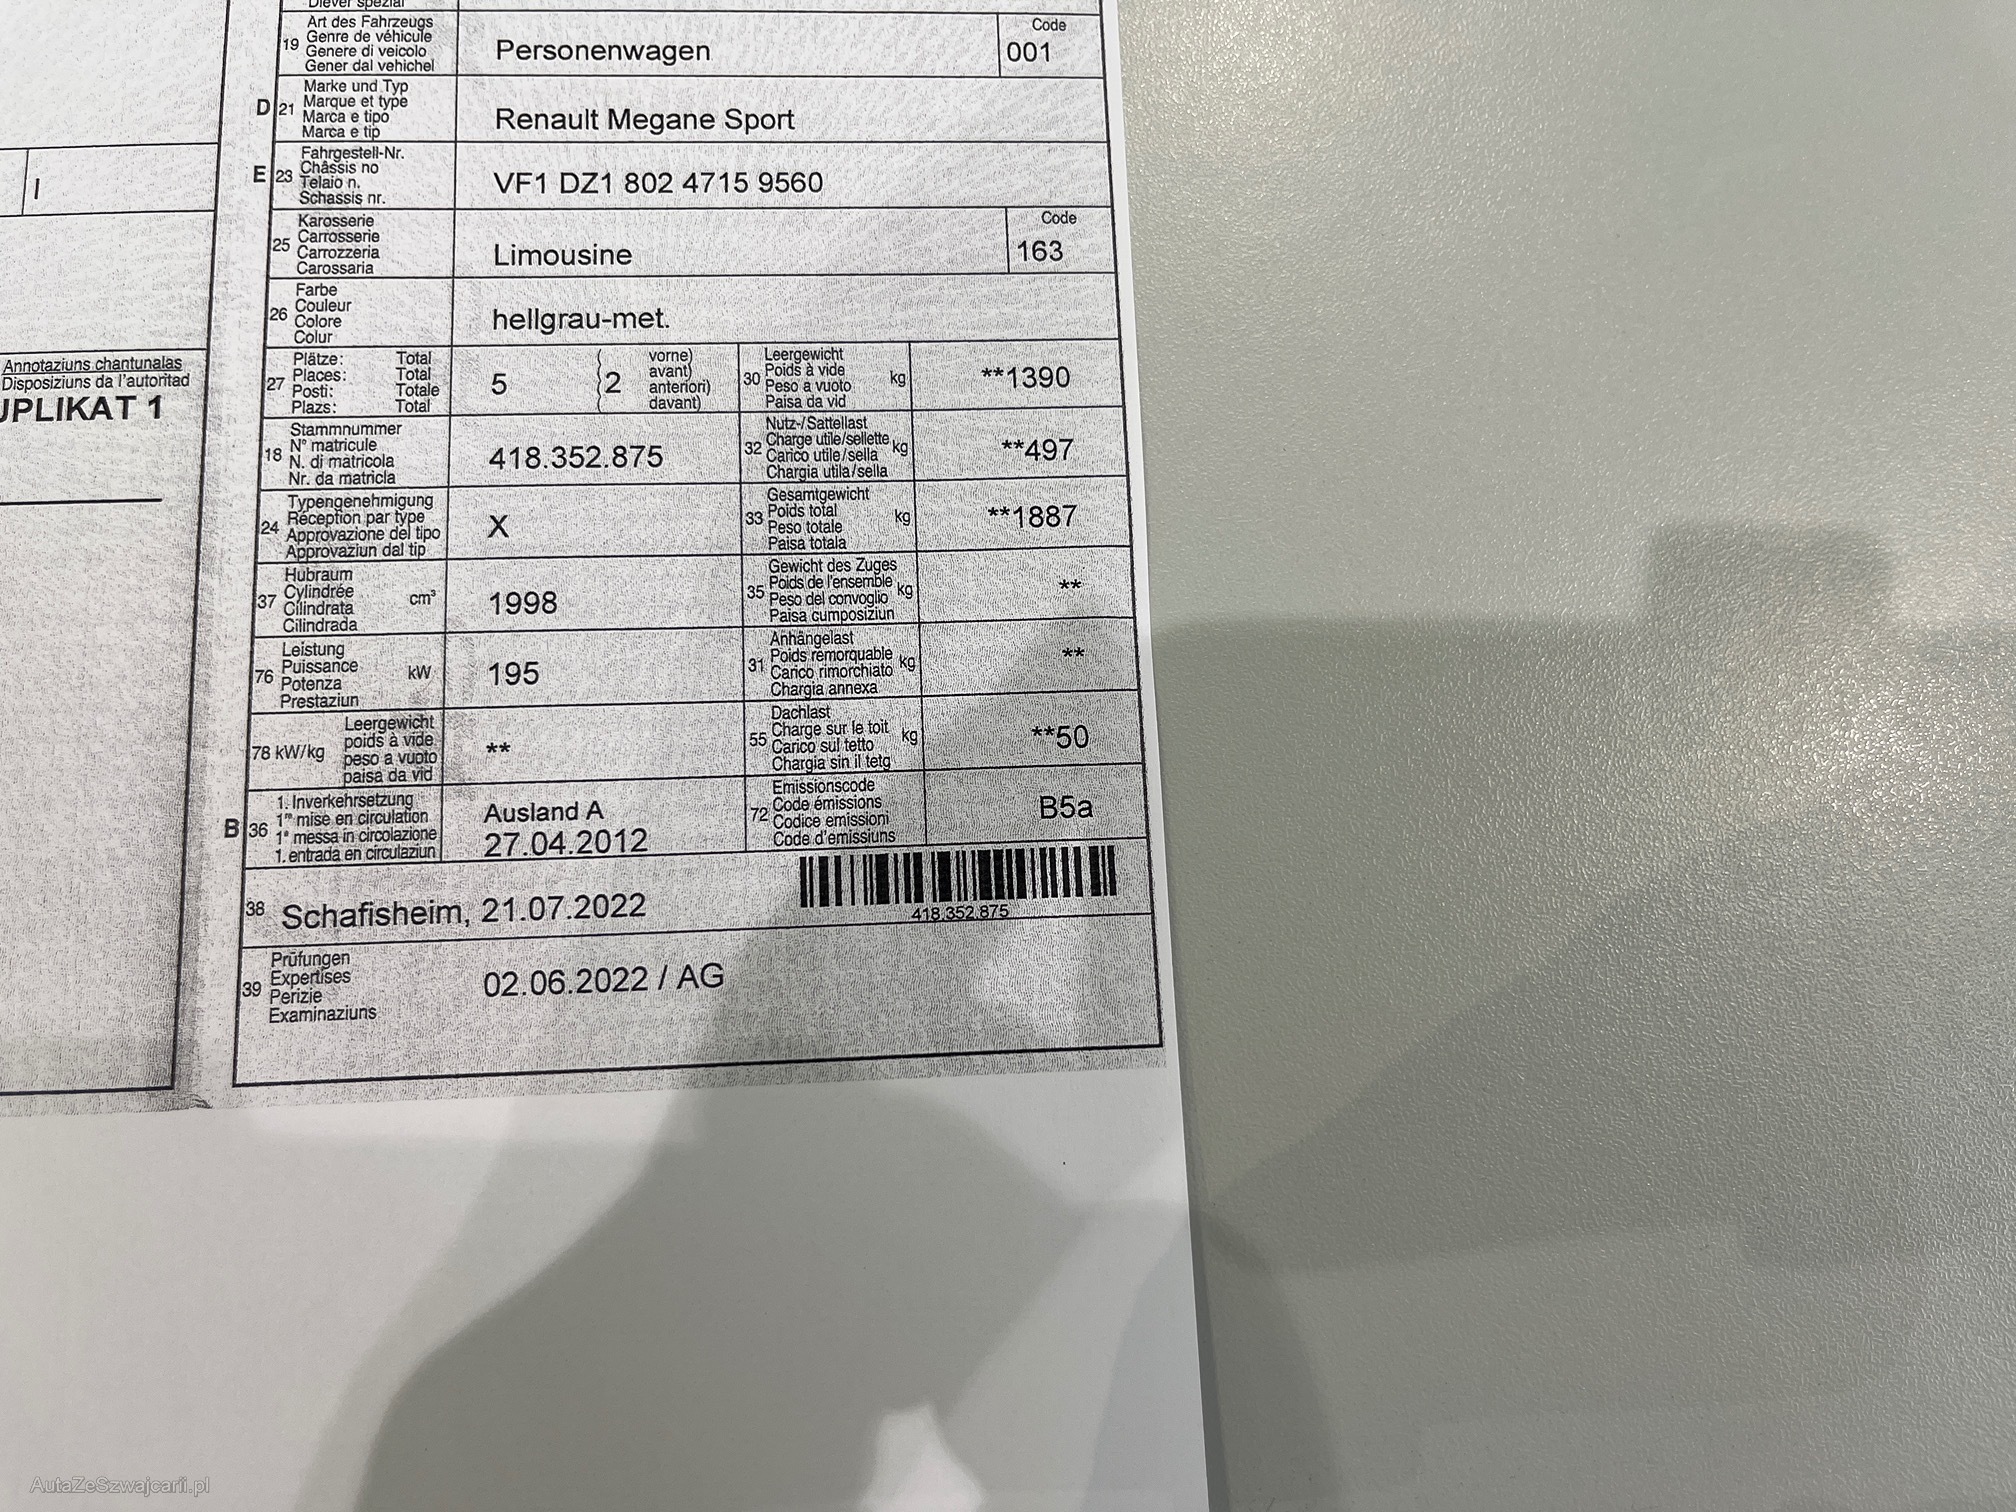 Diever spezial
19 Art des Fahrzeugs
Genre de véhicule
Genere di veicolo
Gener dal vehichel
Personenwagen
Code
001
D 21 Marke und Typ
Marque et type
Marca e tipo
Marca e tip
Renault Megane Sport
E 23 Fahrgestell-Nr.
Châssis no
Telaio n.
Schassis nr.
VF1 DZ1 802 4715 9560
25 Karosserie
Carrosserie
Carrozzeria
Carossaria
Limousine
Code
163
26 Farbe
Couleur
Colore
Colur
hellgrau-met.
27 Plätze: Total
Places: Total
Posti: Totale
Plazs: Total
5
( vorne)
2 avant)
anteriori)
( davant)
30 Leergewicht
Poids à vide
Peso a vuoto
Paisa da vid
kg
**1390
18 Stammnummer
N° matricule
N. di matricola
Nr. da matricla
418.352.875
32 Nutz-/Sattellast
Charge utile/sellette
Carico utile/sella
Chargia utila/sella
kg
**497
24 Typengenehmigung
Réception par type
Approvazione del tipo
Approvaziun dal tip
X
33 Gesamtgewicht
Poids total
Peso totale
Paisa totala
kg
**1887
37 Hubraum
Cylindrée
Cilindrata
Cilindrada
cm³
1998
35 Gewicht des Zuges
Poids de l'ensemble
Peso del convoglio
Paisa cumposiziun
kg
**
76 Leistung
Puissance
Potenza
Prestaziun
kW
195
31 Anhängelast
Poids remorquable
Carico rimorchiato
Chargia annexa
kg
**
78 kW/kg
Leergewicht
poids à vide
peso a vuoto
paisa da vid
**
55 Dachlast
Charge sur le toit
Carico sul tetto
Chargia sin il tetg
kg
**50
B 36 1. Inverkehrsetzung
1re mise en circulation
1a messa in circolazione
1. entrada en circulaziun
Ausland A
27.04.2012
72 Emissionscode
Code émissions
Codice emissioni
Code d'emissiuns
B5a
38 Schafisheim, 21.07.2022
418.352.875
39 Prüfungen
Expertises
Perizie
Examinaziuns
02.06.2022 / AG
I
Annotaziuns chantunalas
Disposiziuns da l'autoritad
UPLIKAT 1
AutaZeSzwajcarii.pl